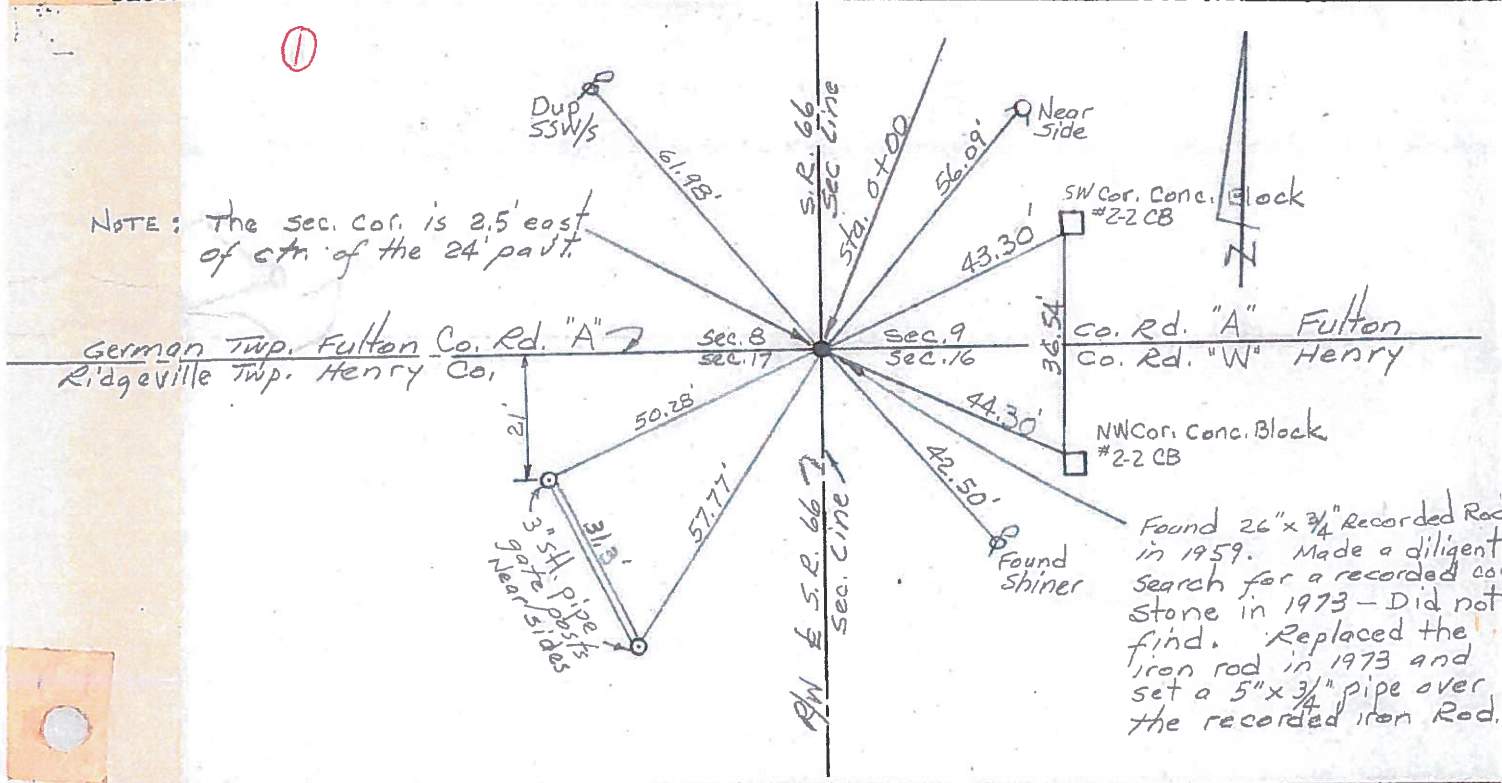 1
Dup
SSW/s
61.98'
S.R. 66
Sec Line
Sta. 0+00
56.09'
Near
Side
SW Cor. Conc. Block
#2-2 CB
43.30'
N
NOTE: The sec. cor. is 2.5' east
of ctr. of the 24' pav't.
36.54'
German Twp. Fulton Co. Rd. "A"
Ridgeville Twp. Henry Co.
Sec. 8
Sec. 17
Sec. 9
Sec. 16
Co. Rd. "A" Fulton
Co. Rd. "W" Henry
21'
50.28'
44.30'
NW Cor. Conc. Block
#2-2 CB
57.77'
42.50'
31.3'
3" stl. pipe
gate posts
Near sides
R/W ℄ S.R. 66
Sec. Line
Found
Shiner
Found 26" x 3/4" Recorded Rod
in 1959. Made a diligent
search for a recorded
stone in 1973 - Did not
find. Replaced the
iron rod in 1973 and
set a 5" x 3/4" pipe over
the recorded iron Rod.